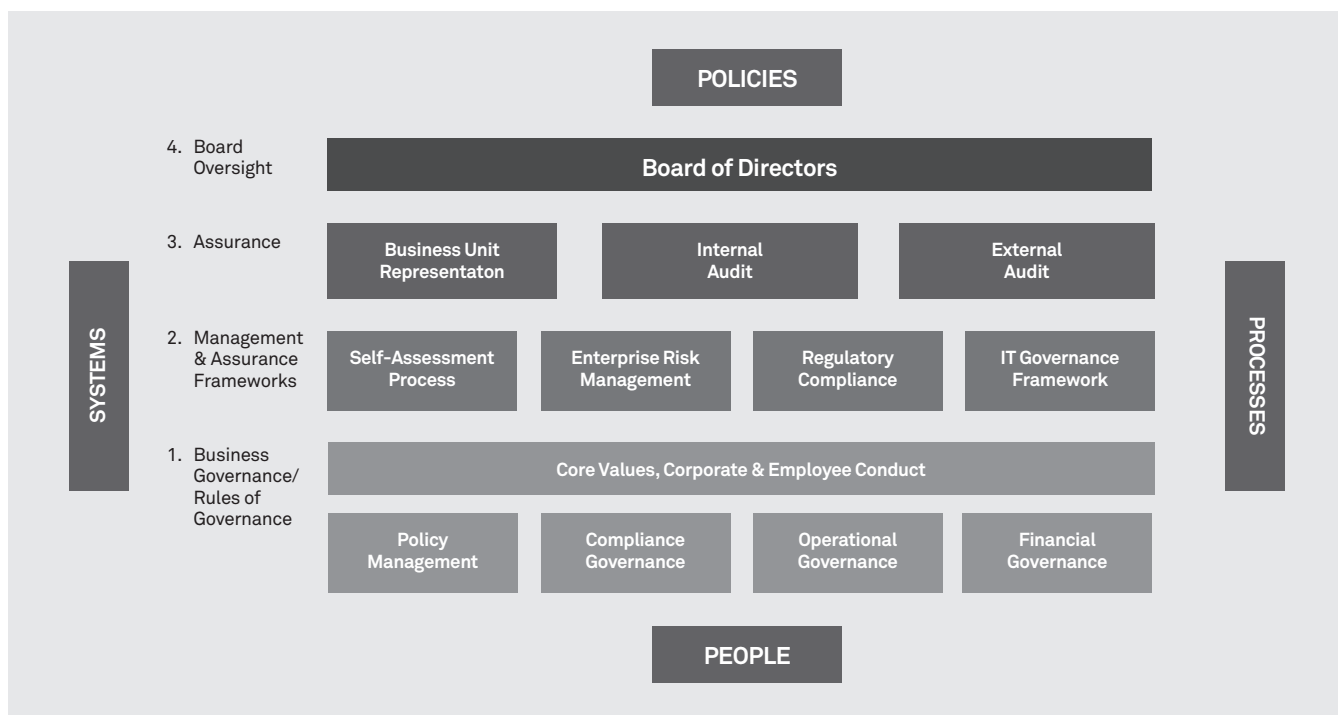 POLICIES
4. Board
Oversight
Board of Directors
3. Assurance
Business Unit
Representaton
Internal
Audit
External
Audit
SYSTEMS
PROCESSES
2. Management
& Assurance
Frameworks
Self-Assessment
Process
Enterprise Risk
Management
Regulatory
Compliance
IT Governance
Framework
1. Business
Governance/
Rules of
Governance
Core Values, Corporate & Employee Conduct
Policy
Management
Compliance
Governance
Operational
Governance
Financial
Governance
PEOPLE